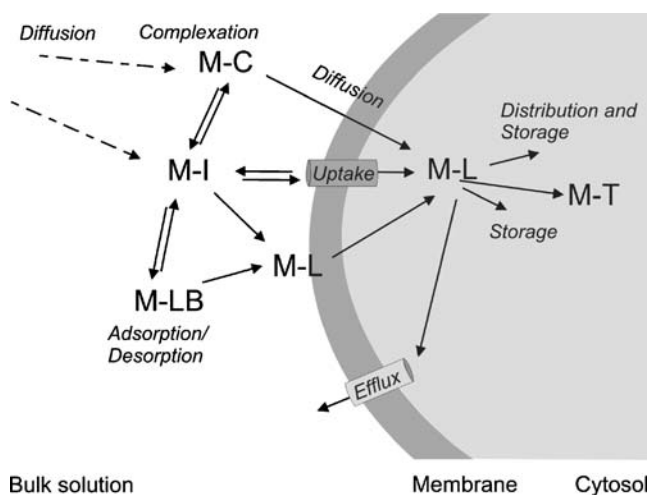 Diffusion
Complexation
M-C
Diffusion
Distribution and
Storage
M-I
Uptake
M-L
M-T
Storage
M-L
M-LB
Adsorption/
Desorption
Efflux
Bulk solution
Membrane
Cytosol